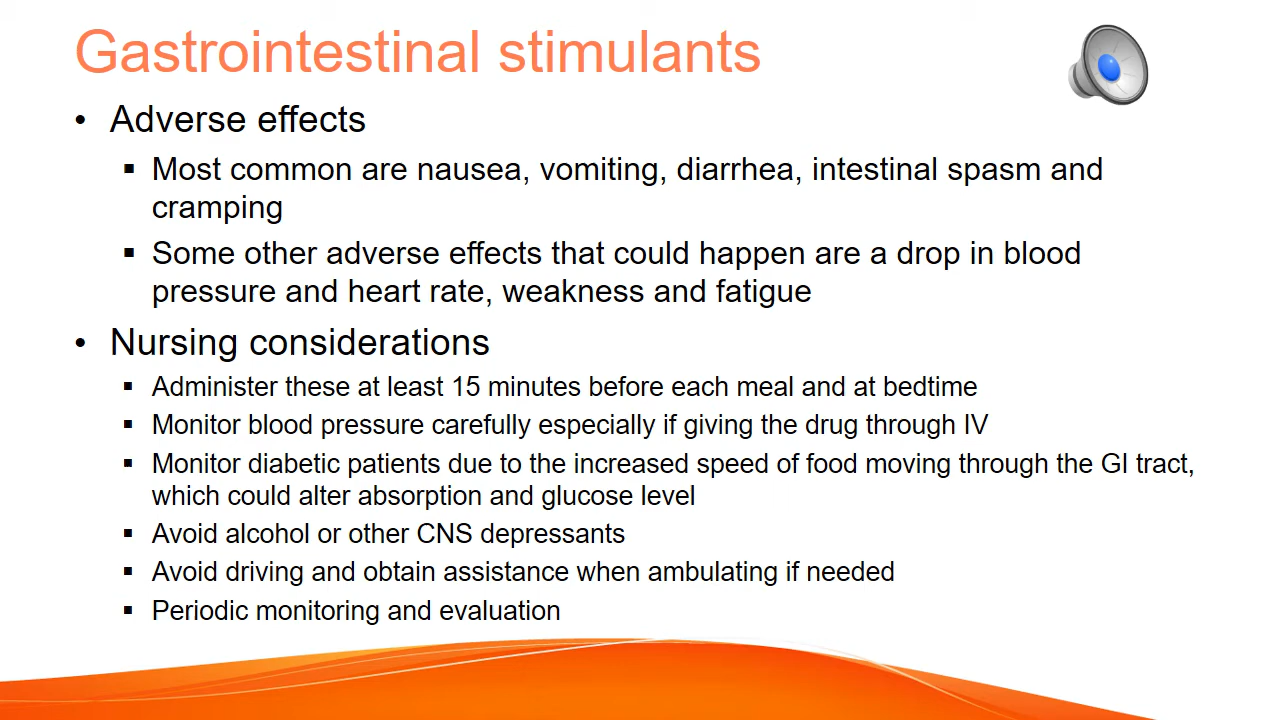 Gastrointestinal stimulants
• Adverse effects
▪ Most common are nausea, vomiting, diarrhea, intestinal spasm and
cramping
▪ Some other adverse effects that could happen are a drop in blood
pressure and heart rate, weakness and fatigue
• Nursing considerations
▪ Administer these at least 15 minutes before each meal and at bedtime
▪ Monitor blood pressure carefully especially if giving the drug through IV
▪ Monitor diabetic patients due to the increased speed of food moving through the GI tract,
which could alter absorption and glucose level
▪ Avoid alcohol or other CNS depressants
▪ Avoid driving and obtain assistance when ambulating if needed
▪ Periodic monitoring and evaluation